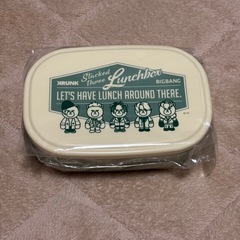 KRUNK
Stacked
three
Lunchbox
BIGBANG
LET'S HAVE LUNCH AROUND THERE.